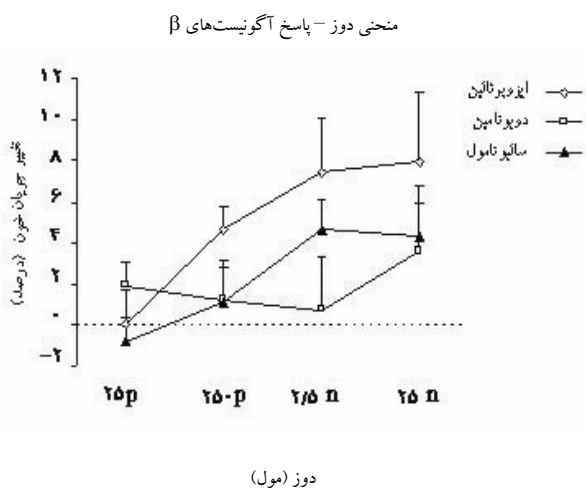 منحنی دوز – پاسخ آگونیست‌های β
۱۲
۱۰
۸
۶
۴
۲
۰
-۲
تغییر جریان خون (درصد)
ایزوپرنالین
دوبوتامین
سالبوتامول
۲۵p
۲۵۰p
۲/۵ n
۲۵ n
دوز (مول)